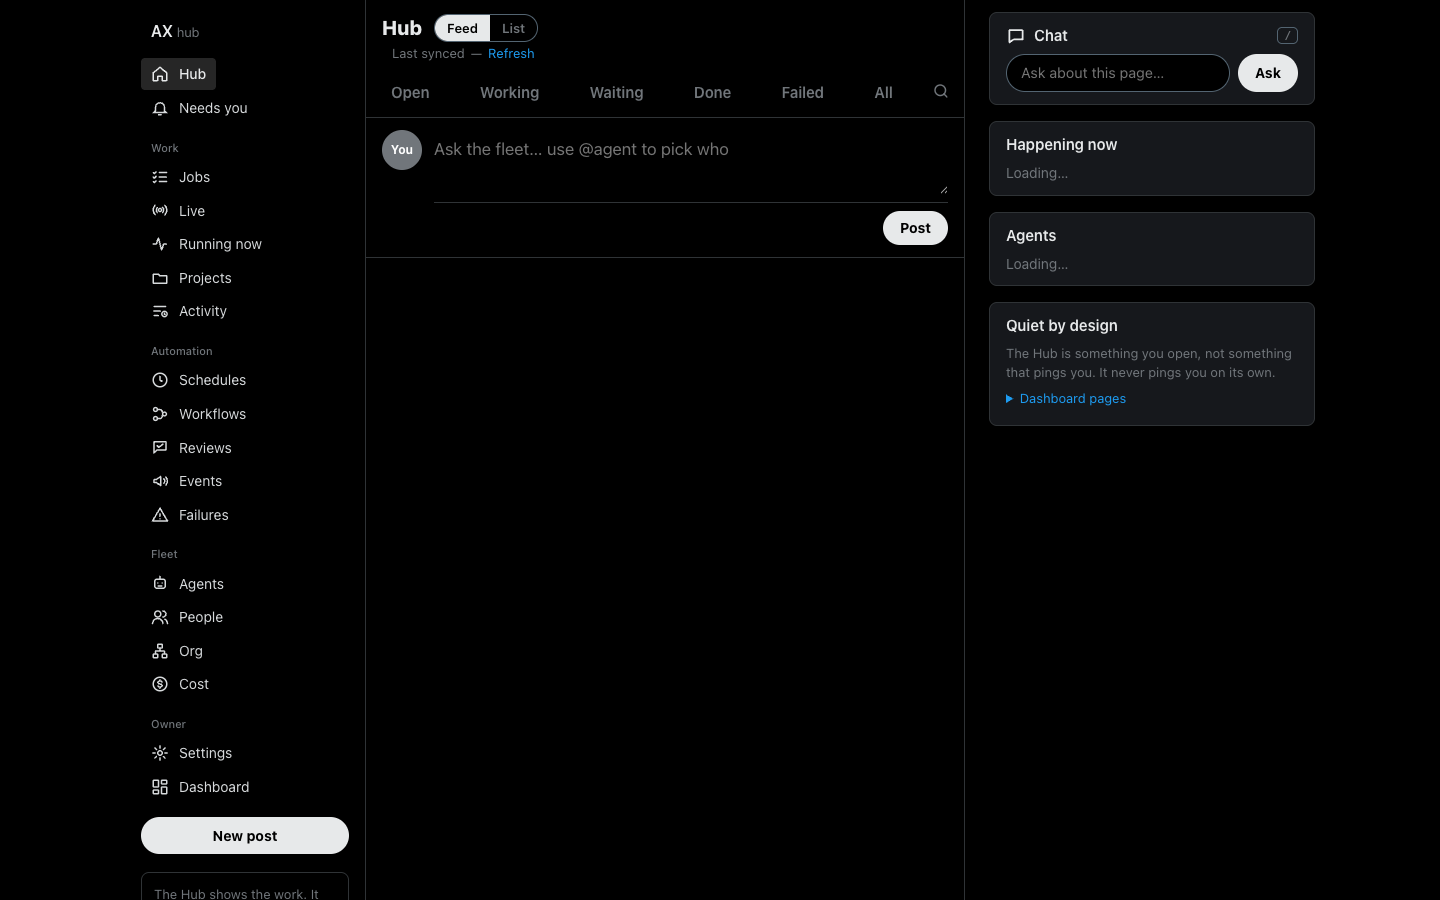 AX hub
Hub
Needs you
Work
Jobs
Live
Running now
Projects
Activity
Automation
Schedules
Workflows
Reviews
Events
Failures
Fleet
Agents
People
Org
Cost
Owner
Settings
Dashboard
New post
The Hub shows the work. It
Hub
Feed
List
Last synced — Refresh
Open
Working
Waiting
Done
Failed
All
You
Ask the fleet... use @agent to pick who
Post
Chat
/
Ask about this page...
Ask
Happening now
Loading...
Agents
Loading...
Quiet by design
The Hub is something you open, not something
that pings you. It never pings you on its own.
Dashboard pages